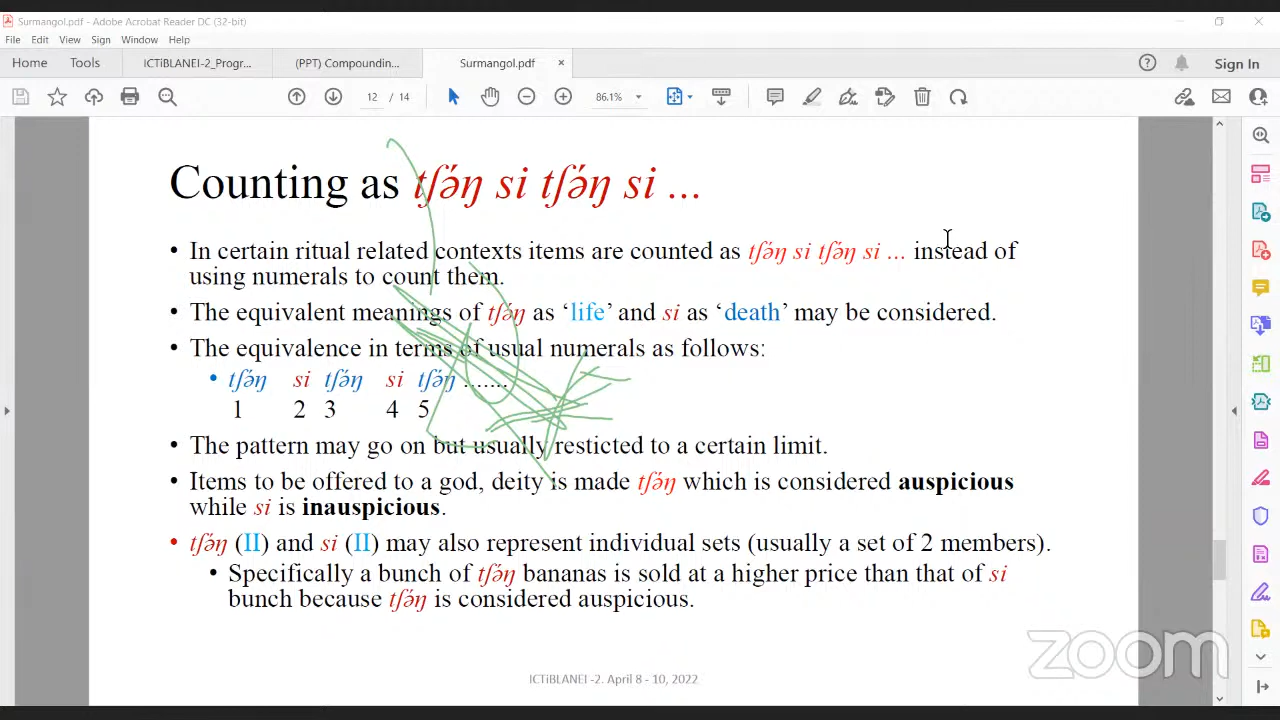 Surmangol.pdf - Adobe Acrobat Reader DC (32-bit)
File Edit View Sign Window Help
Home Tools ICTiBLANEI-2_Progr... (PPT) Compoundin... Surmangol.pdf × Sign In
12 / 14 86.1%
Counting as tʃə́ŋ si tʃə́ŋ si ...
• In certain ritual related contexts items are counted as tʃə́ŋ si tʃə́ŋ si ... instead of
using numerals to count them.
• The equivalent meanings of tʃə́ŋ as ‘life’ and si as ‘death’ may be considered.
• The equivalence in terms of usual numerals as follows:
• tʃə́ŋ si tʃə́ŋ si tʃə́ŋ .......
1 2 3 4 5
• The pattern may go on but usually resticted to a certain limit.
• Items to be offered to a god, deity is made tʃə́ŋ which is considered auspicious
while si is inauspicious.
• tʃə́ŋ (II) and si (II) may also represent individual sets (usually a set of 2 members).
• Specifically a bunch of tʃə́ŋ bananas is sold at a higher price than that of si
bunch because tʃə́ŋ is considered auspicious.
zoom
ICTiBLANEI -2. April 8 - 10, 2022